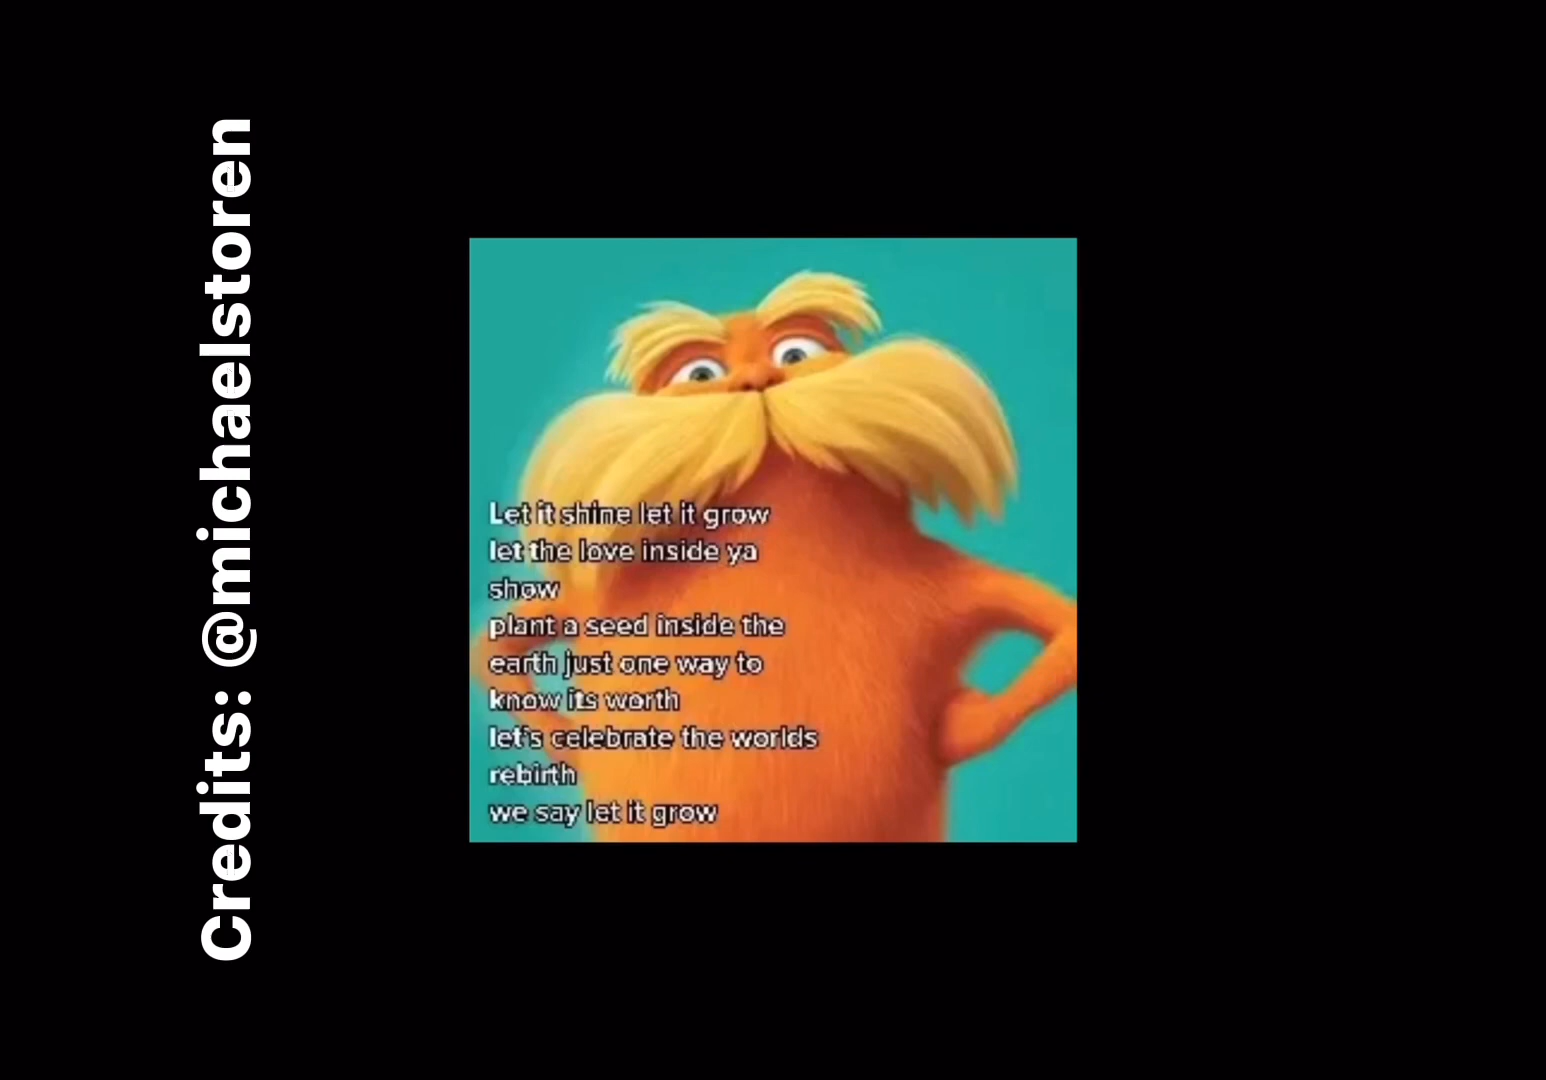 Credits: @michaelstoren
Let it shine let it grow
let the love inside ya
show
plant a seed inside the
earth just one way to
know its worth
let's celebrate the worlds
rebirth
we say let it grow